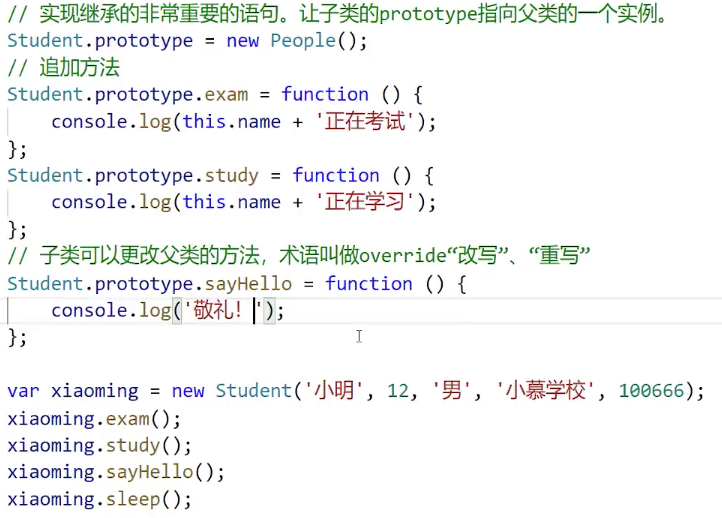 // 实现继承的非常重要的语句。让子类的prototype指向父类的一个实例。
Student.prototype = new People();
// 追加方法
Student.prototype.exam = function () {
    console.log(this.name + '正在考试');
};
Student.prototype.study = function () {
    console.log(this.name + '正在学习');
};
// 子类可以更改父类的方法，术语叫做override“改写”、“重写”
Student.prototype.sayHello = function () {
    console.log('敬礼！');
};

var xiaoming = new Student('小明', 12, '男', '小慕学校', 100666);
xiaoming.exam();
xiaoming.study();
xiaoming.sayHello();
xiaoming.sleep();